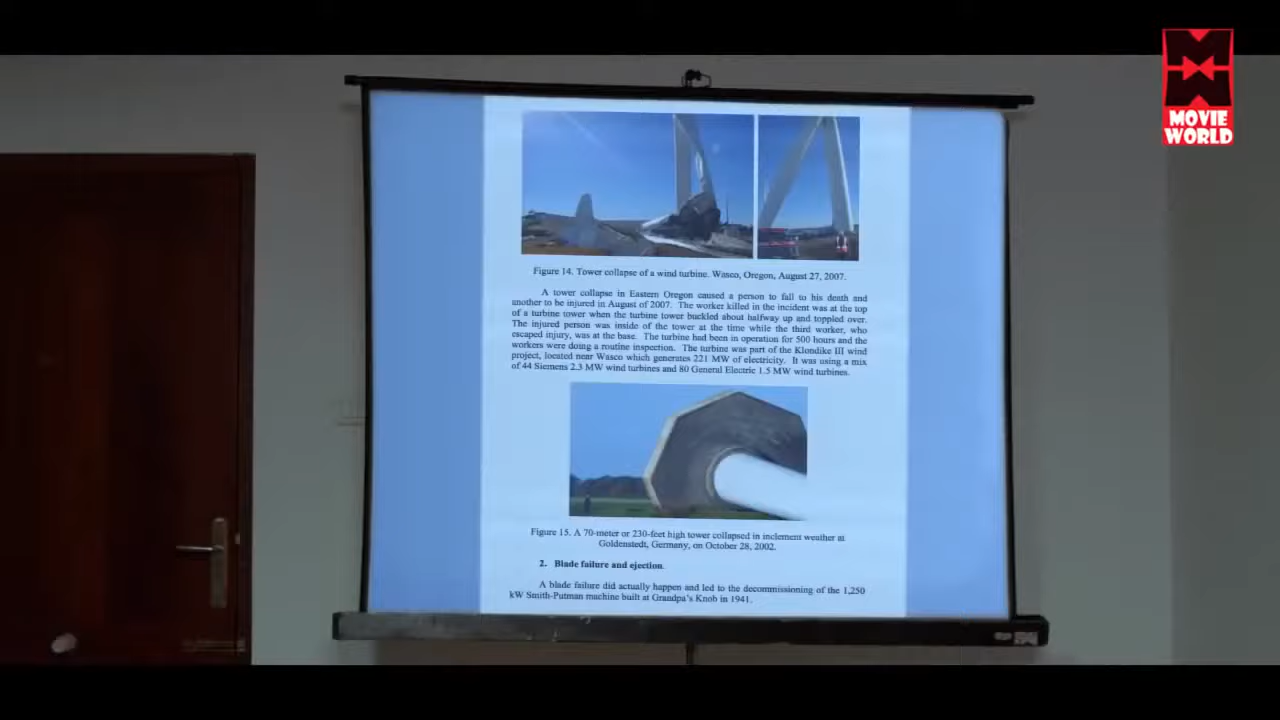 MOVIE
WORLD
Figure 14. Tower collapse of a wind turbine. Wasco, Oregon, August 27, 2007.
A tower collapse in Eastern Oregon caused a person to fall to his death and
another to be injured in August of 2007. The worker killed in the incident was at the top
of a turbine tower when the turbine tower buckled about halfway up and toppled over.
The injured person was inside of the tower at the time while the third worker, who
escaped injury, was at the base. The turbine had been in operation for 500 hours and the
workers were doing a routine inspection. The turbine was part of the Klondike III wind
project, located near Wasco which generates 221 MW of electricity. It was using a mix
of 44 Siemens 2.3 MW wind turbines and 80 General Electric 1.5 MW wind turbines.
Figure 15. A 70-meter or 230-feet high tower collapsed in inclement weather at
Goldenstedt, Germany, on October 28, 2002.
2. Blade failure and ejection.
A blade failure did actually happen and led to the decommissioning of the 1,250
kW Smith-Putman machine built at Grandpa's Knob in 1941.